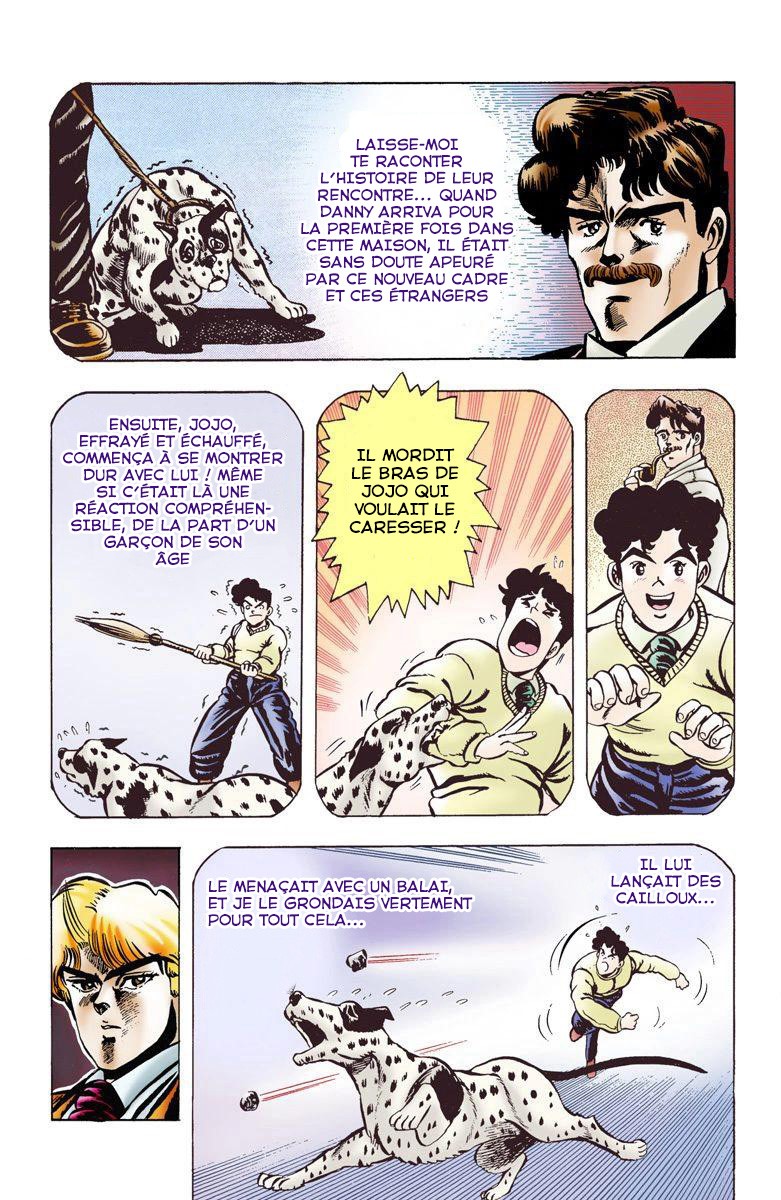 LAISSE-MOI
TE RACONTER
L'HISTOIRE DE LEUR
RENCONTRE... QUAND
DANNY ARRIVA POUR
LA PREMIÈRE FOIS DANS
CETTE MAISON, IL ÉTAIT
SANS DOUTE APEURÉ
PAR CE NOUVEAU CADRE
ET CES ÉTRANGERS
IL MORDIT
LE BRAS DE
JOJO QUI
VOULAIT LE
CARESSER !
ENSUITE, JOJO,
EFFRAYÉ ET ÉCHAUFFÉ,
COMMENÇA À SE MONTRER
DUR AVEC LUI ! MÊME
SI C'ÉTAIT LÀ UNE
RÉACTION COMPRÉHEN-
SIBLE, DE LA PART D'UN
GARÇON DE SON
ÂGE
IL LUI
LANÇAIT DES
CAILLOUX...
LE MENAÇAIT AVEC UN BALAI,
ET JE LE GRONDAIS VERTEMENT
POUR TOUT CELA...